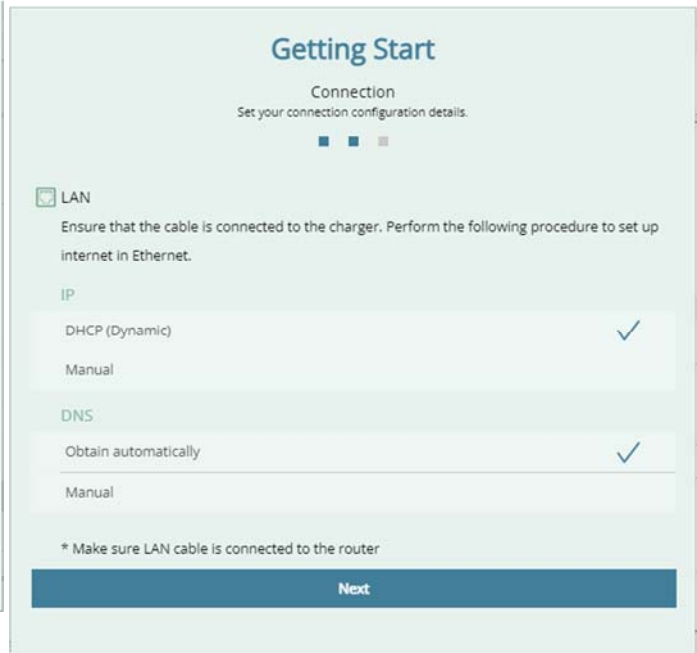 Getting Start
Connection
Set your connection configuration details.
LAN
Ensure that the cable is connected to the charger. Perform the following procedure to set up
internet in Ethernet.
IP
DHCP (Dynamic)
Manual
DNS
Obtain automatically
Manual
* Make sure LAN cable is connected to the router
Next